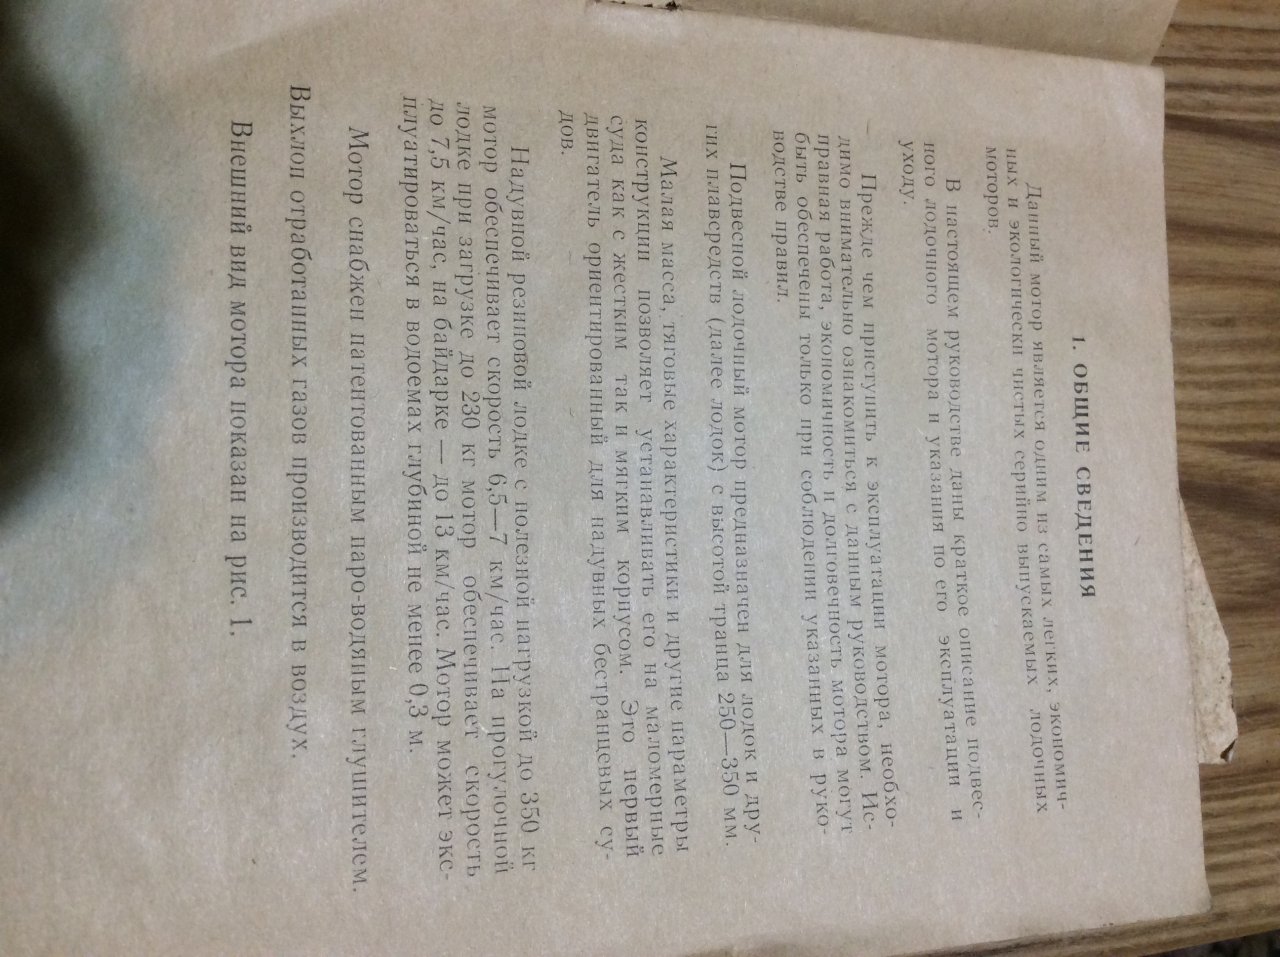 1. ОБЩИЕ СВЕДЕНИЯ
Данный мотор является одним из самых легких, экономич-
ных и экологически чистых серийно выпускаемых лодочных
моторов.
В настоящем руководстве даны краткое описание подвес-
ного лодочного мотора и указания по его эксплуатации и
уходу.
Прежде чем приступить к эксплуатации мотора, необхо-
димо внимательно ознакомиться с данным руководством. Ис-
правная работа, экономичность и долговечность мотора могут
быть обеспечены только при соблюдении указанных в руко-
водстве правил.
Подвесной лодочный мотор предназначен для лодок и дру-
гих плавсредств (далее лодок) с высотой транца 250—350 мм.
Малая масса, тяговые характеристики и другие параметры
конструкции позволяет устанавливать его на маломерные
суда как с жестким так и мягким корпусом. Это первый
двигатель ориентированный для надувных бестранцевых су-
дов.
Надувной резиновой лодке с полезной нагрузкой до 350 кг
мотор обеспечивает скорость 6,5—7 км/час. На прогулочной
лодке при загрузке до 230 кг мотор обеспечивает скорость
до 7,5 км/час, на байдарке — до 13 км/час. Мотор может экс-
плуатироваться в водоемах глубиной не менее 0,3 м.
Мотор снабжен патентованным паро-водяным глушителем.
Выхлоп отработанных газов производится в воздух.
Внешний вид мотора показан на рис. 1.